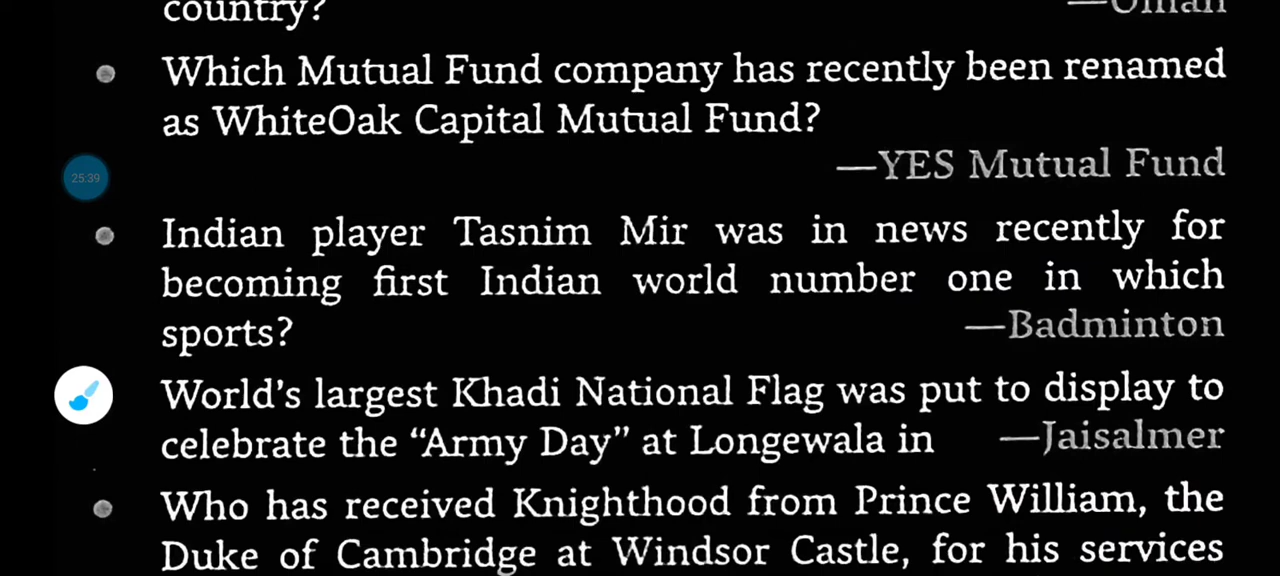 country?
—Oman
Which Mutual Fund company has recently been renamed
as WhiteOak Capital Mutual Fund?
—YES Mutual Fund
25:39
Indian player Tasnim Mir was in news recently for
becoming first Indian world number one in which
sports? —Badminton
World's largest Khadi National Flag was put to display to
celebrate the “Army Day” at Longewala in —Jaisalmer
Who has received Knighthood from Prince William, the
Duke of Cambridge at Windsor Castle, for his services